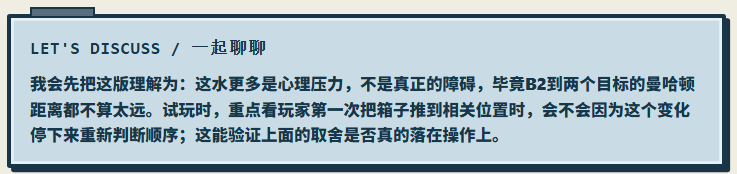 LET'S DISCUSS / 一起聊聊
我会先把这版理解为：这水更多是心理压力，不是真正的障碍，毕竟B2到两个目标的曼哈顿
距离都不算太远。试玩时，重点看玩家第一次把箱子推到相关位置时，会不会因为这个变化
停下来重新判断顺序；这能验证上面的取舍是否真的落在操作上。